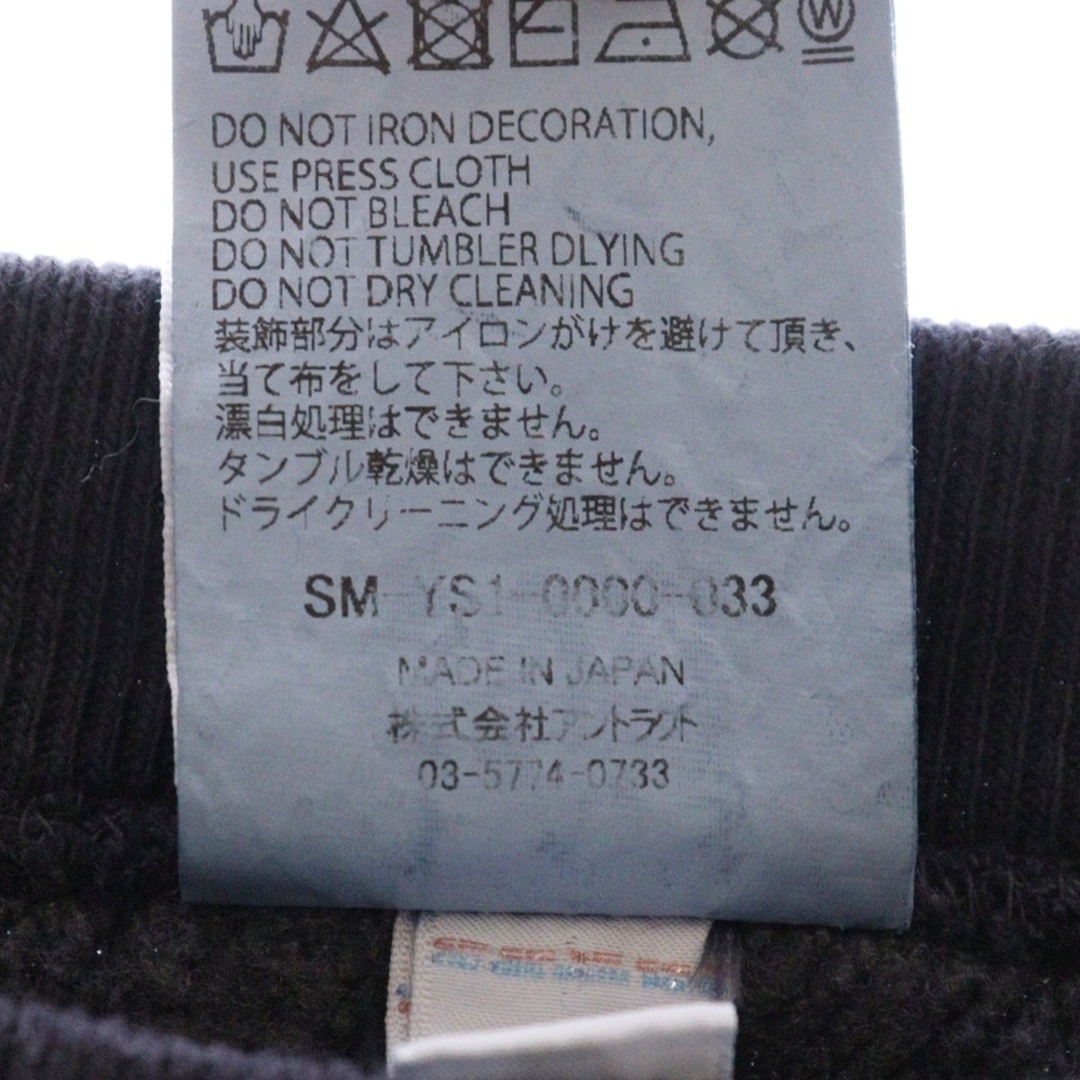 W
DO NOT IRON DECORATION,
USE PRESS CLOTH
DO NOT BLEACH
DO NOT TUMBLER DLYING
DO NOT DRY CLEANING
装飾部分はアイロンがけを避けて頂き、
当て布をして下さい。
漂白処理はできません。
タンブル乾燥はできません。
ドライクリーニング処理はできません。
SM-YS1-0000-033
MADE IN JAPAN
株式会社アントラクト
03-5774-0733